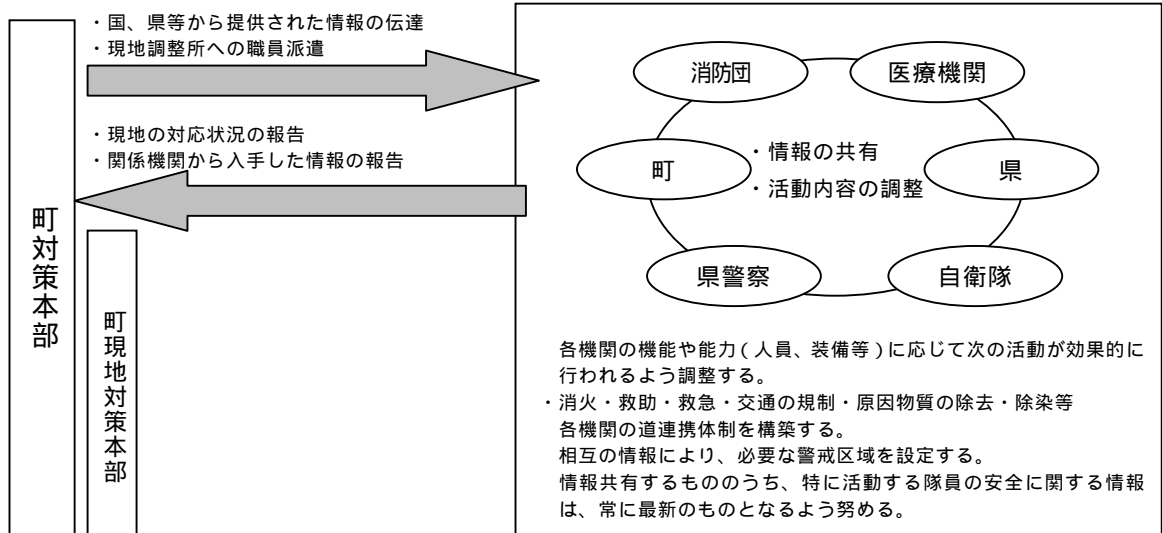 ・国、県等から提供された情報の伝達
・現地調整所への職員派遣
・現地の対応状況の報告
・関係機関から入手した情報の報告
町対策本部
町現地対策本部
消防団
医療機関
町
・情報の共有
・活動内容の調整
県
県警察
自衛隊
各機関の機能や能力(人員、装備等)に応じて次の活動が効果的に
行われるよう調整する。
・消火・救助・救急・交通の規制・原因物質の除去・除染等
各機関の道連携体制を構築する。
相互の情報により、必要な警戒区域を設定する。
情報共有するもののうち、特に活動する隊員の安全に関する情報
は、常に最新のものとなるよう努める。